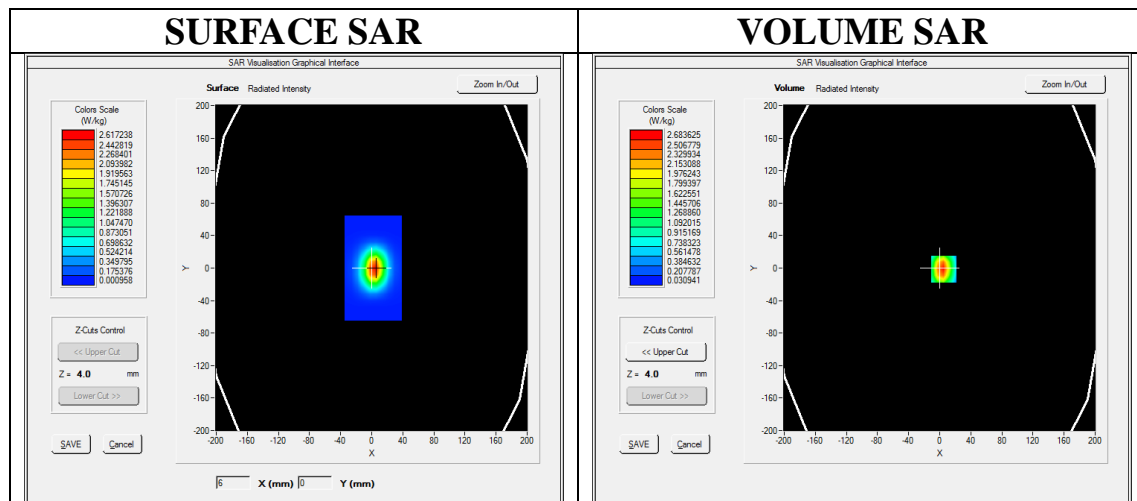 SURFACE SAR
SAR Visualisation Graphical Interface
Surface Radiated Intensity
Zoom In/Out
Colors Scale
(W/kg)
2.617238
2.442819
2.268401
2.093982
1.919563
1.745145
1.570726
1.396307
1.221888
1.047470
0.873051
0.698632
0.524214
0.349795
0.175376
0.000958
Z-Cuts Control
<< Upper Cut
Z = 4.0 mm
Lower Cut >>
SAVE Cancel
200
160
120
80
40
0
-40
-80
-120
-160
-200
Y
-200 -160 -120 -80 -40 0 40 80 120 160 200
X
6 X (mm) 0 Y (mm)
VOLUME SAR
SAR Visualisation Graphical Interface
Volume Radiated Intensity
Zoom In/Out
Colors Scale
(W/kg)
2.683625
2.506779
2.329934
2.153088
1.976243
1.799397
1.622551
1.445706
1.268860
1.092015
0.915169
0.738323
0.561478
0.384632
0.207787
0.030941
Z-Cuts Control
<< Upper Cut
Z = 4.0 mm
Lower Cut >>
SAVE Cancel
200
160
120
80
40
0
-40
-80
-120
-160
-200
Y
-200 -160 -120 -80 -40 0 40 80 120 160 200
X